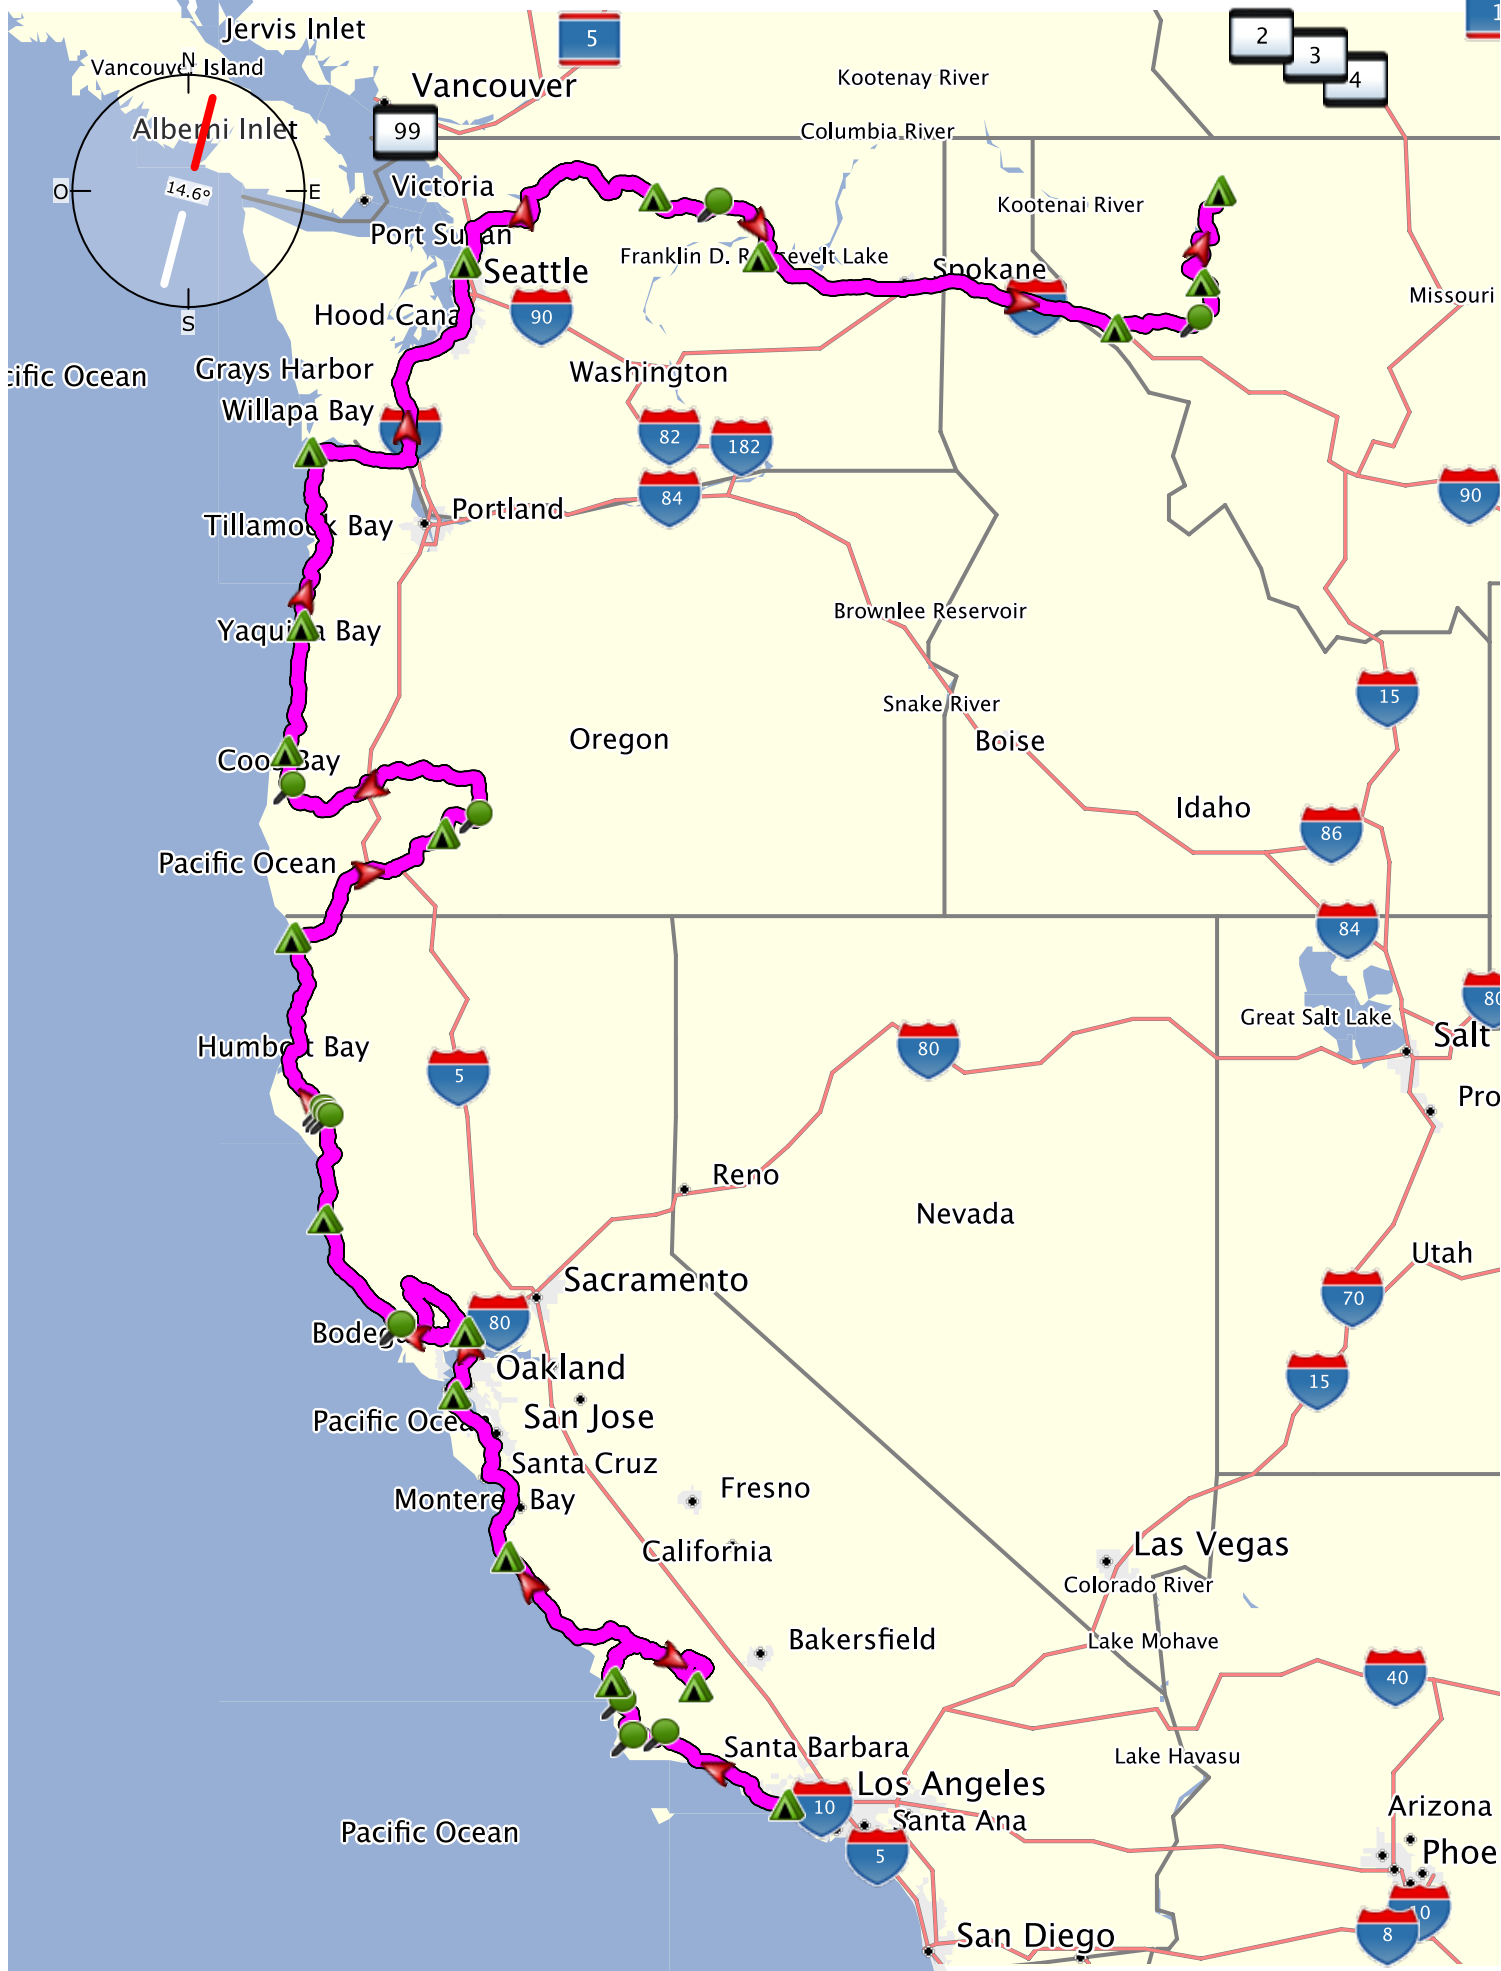 Jervis Inlet
5
1
2
3
4
Vancouver Island
N
Kootenay River
Vancouver
99
Alberni Inlet
Columbia River
14.6°
O
E
Victoria
Kootenai River
Port Susan
Franklin D. Roosevelt Lake
Spokane
Seattle
Missouri
S
Hood Cana
90
Grays Harbor
Washington
cific Ocean
Willapa Bay
82
182
84
90
Portland
Tillamook Bay
Brownlee Reservoir
Yaquina Bay
15
Snake River
Oregon
Boise
Coos Bay
Idaho
86
Pacific Ocean
84
80
Great Salt Lake
Salt
Humboldt Bay
80
5
Pro
Reno
Nevada
Utah
Sacramento
70
80
Bodega
Oakland
15
San Jose
Pacific Ocean
Santa Cruz
Fresno
Monterey Bay
California
Las Vegas
Colorado River
Bakersfield
Lake Mohave
40
Santa Barbara
Lake Havasu
Los Angeles
10
Arizona
Santa Ana
Pacific Ocean
5
Phoe
10
8
San Diego